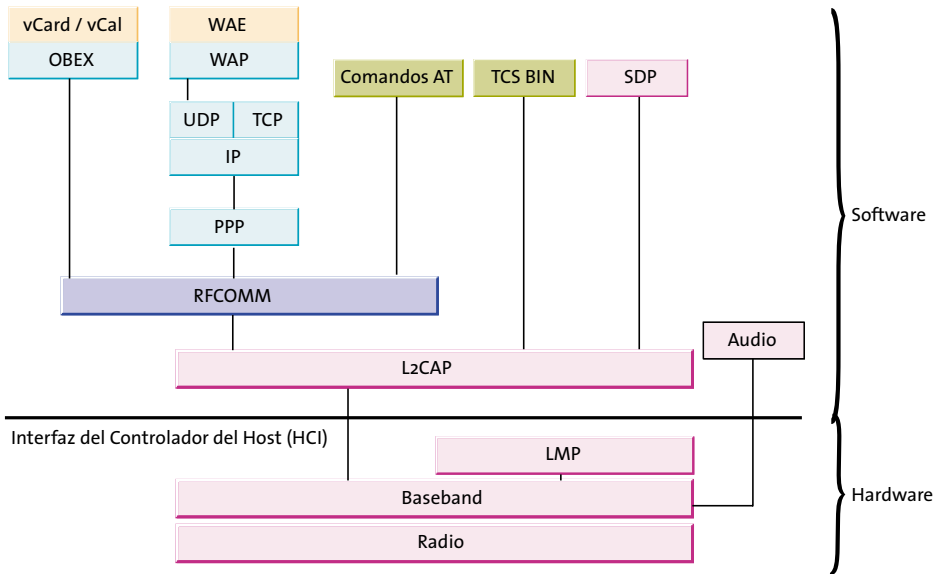 vCard / vCal
WAE
OBEX
WAP
Comandos AT
TCS BIN
SDP
UDP
TCP
IP
PPP
Software
RFCOMM
Audio
L2CAP
Interfaz del Controlador del Host (HCI)
LMP
Baseband
Hardware
Radio